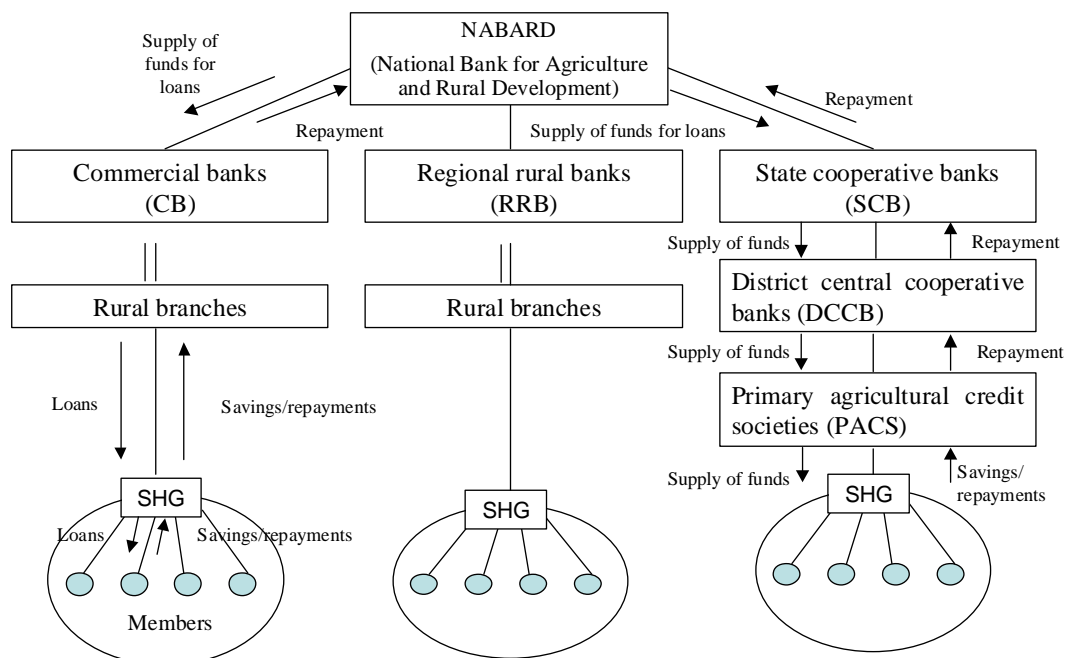 NABARD
(National Bank for Agriculture
and Rural Development)
Supply of
funds for
loans
Repayment
Supply of funds for loans
Repayment
Commercial banks
(CB)
Regional rural banks
(RRB)
State cooperative banks
(SCB)
Supply of funds
Repayment
Rural branches
Rural branches
District central cooperative
banks (DCCB)
Supply of funds
Repayment
Loans
Savings/repayments
Primary agricultural credit
societies (PACS)
Supply of funds
Savings/
repayments
SHG
SHG
SHG
Loans
Savings/repayments
Members